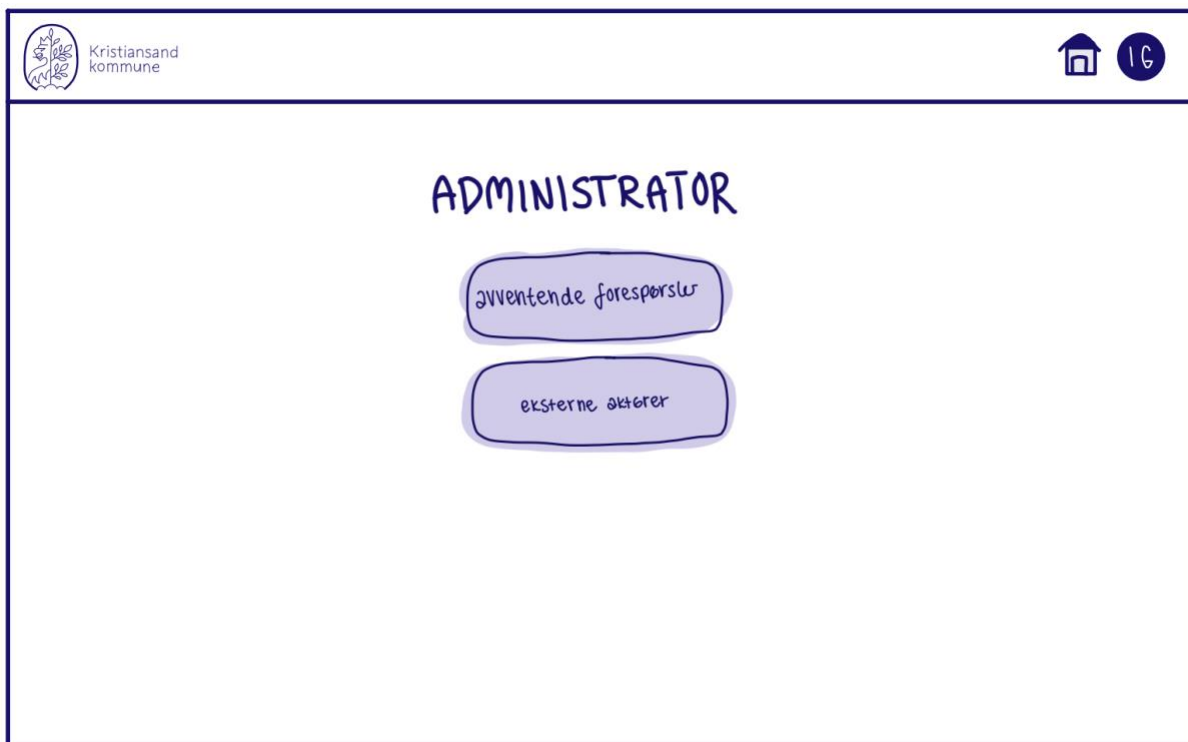 Kristiansand
kommune
IG
ADMINISTRATOR
avventende forespørsler
eksterne aktører